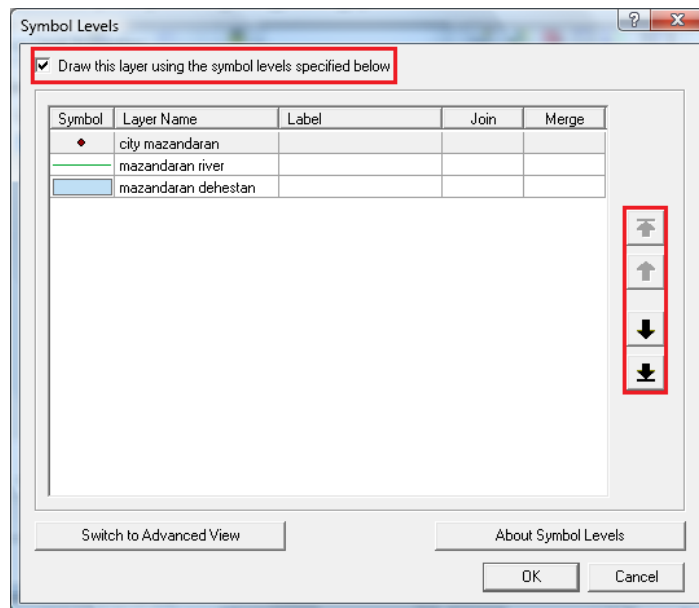 Symbol Levels
Draw this layer using the symbol levels specified below
Symbol Layer Name Label Join Merge
city mazandaran
mazandaran river
mazandaran dehestan
Switch to Advanced View About Symbol Levels
OK Cancel